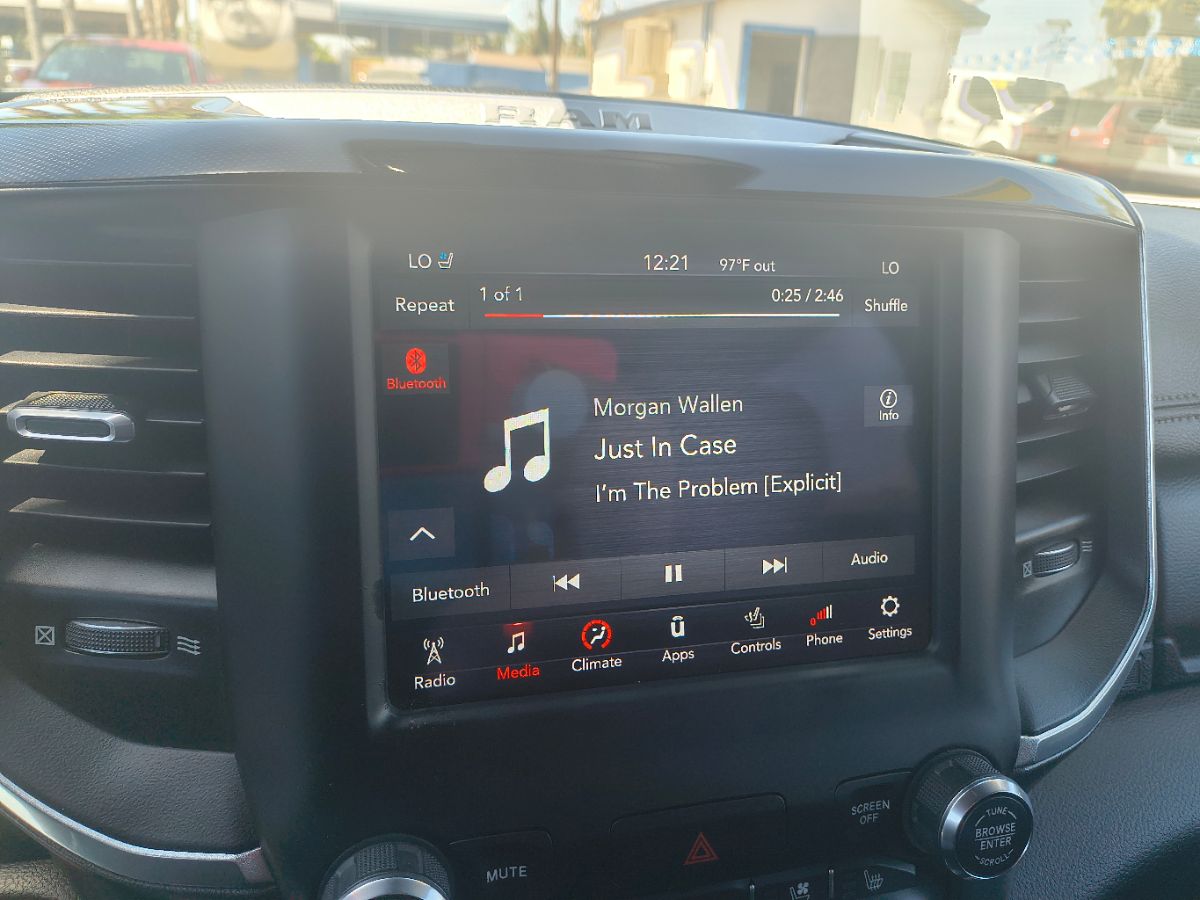 RAM
LO 12:21 97°F out LO
Repeat 1 of 1 0:25 / 2:46 Shuffle
Bluetooth
Info
Morgan Wallen
Just In Case
I'm The Problem [Explicit]
Bluetooth Audio
Radio Media Climate Apps Controls Phone Settings
MUTE
SCREEN
OFF
TUNE
BROWSE
ENTER
SCROLL